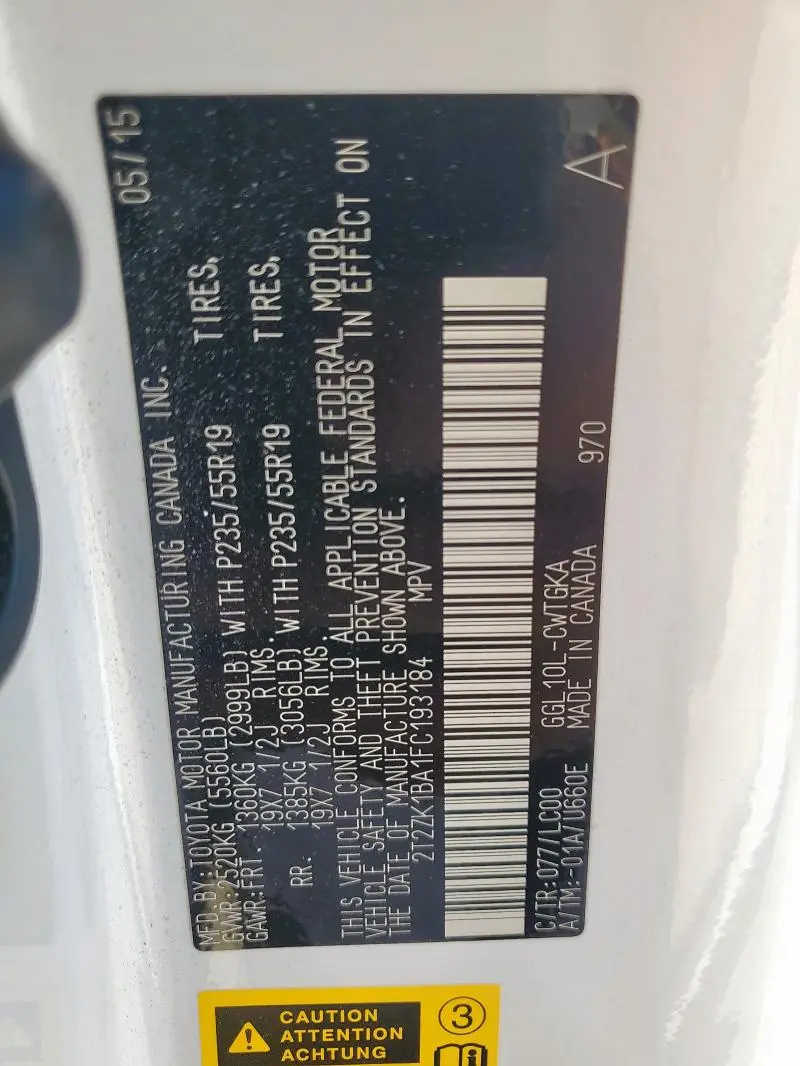 MFD.BY:TOYOTA MOTOR MANUFACTURING CANADA INC. 05/15
GVWR:2520KG (5560LB)
GAWR:FRT. 1360KG (2999LB) WITH P235/55R19 TIRES,
19X7 1/2J RIMS.
RR. 1385KG (3056LB) WITH P235/55R19 TIRES,
19X7 1/2J RIMS.
THIS VEHICLE CONFORMS TO ALL APPLICABLE FEDERAL MOTOR
VEHICLE SAFETY AND THEFT PREVENTION STANDARDS IN EFFECT ON
THE DATE OF MANUFACTURE SHOWN ABOVE.
2T2ZK1BA1FC193184 MPV
C/TR:077/LC00 GGL10L-CWTGKA 970 A
A/TM:-01A/U660E MADE IN CANADA
CAUTION
ATTENTION
ACHTUNG
3